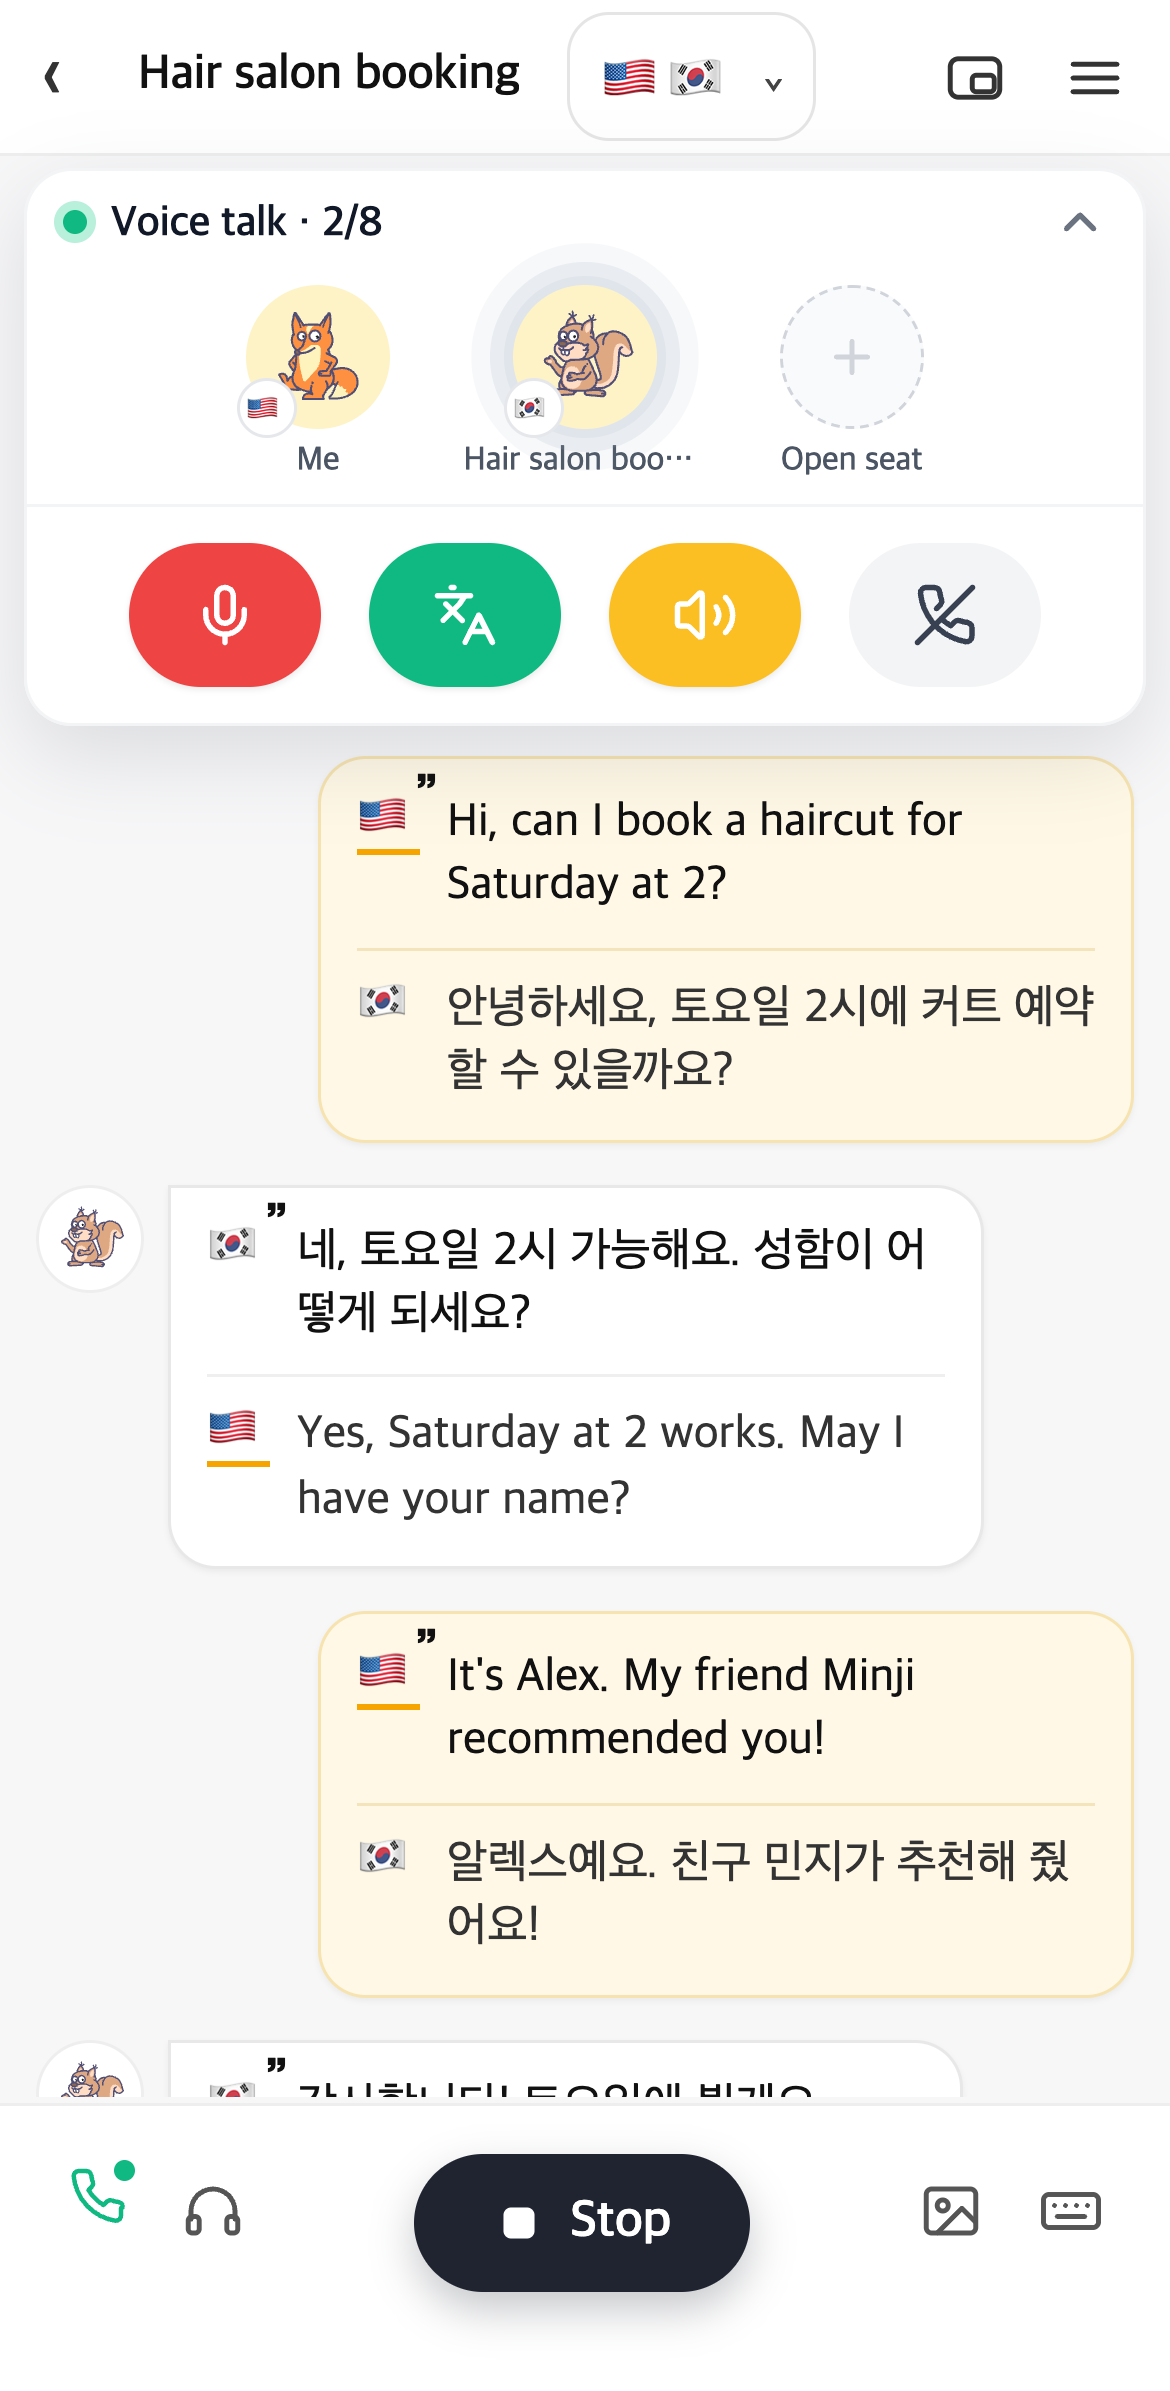 Hair salon booking
Voice talk · 2/8
Me
Hair salon boo···
Open seat
Hi, can I book a haircut for
Saturday at 2?
안녕하세요, 토요일 2시에 커트 예약
할 수 있을까요?
네, 토요일 2시 가능해요. 성함이 어
떻게 되세요?
Yes, Saturday at 2 works. May I
have your name?
It's Alex. My friend Minji
recommended you!
알렉스예요. 친구 민지가 추천해 줬
어요!
Stop